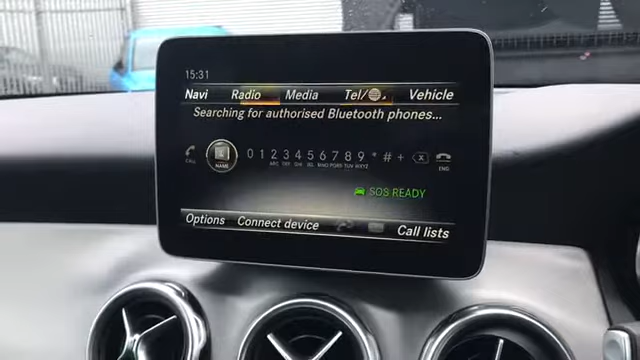 15:31
Navi Radio Media Tel/ Vehicle
Searching for authorised Bluetooth phones...
0 1 2 3 4 5 6 7 8 9 * # +
ABC DEF GHI JKL MNO PQRS TUV WXYZ
CALL NAME END
SOS READY
Options Connect device Call lists